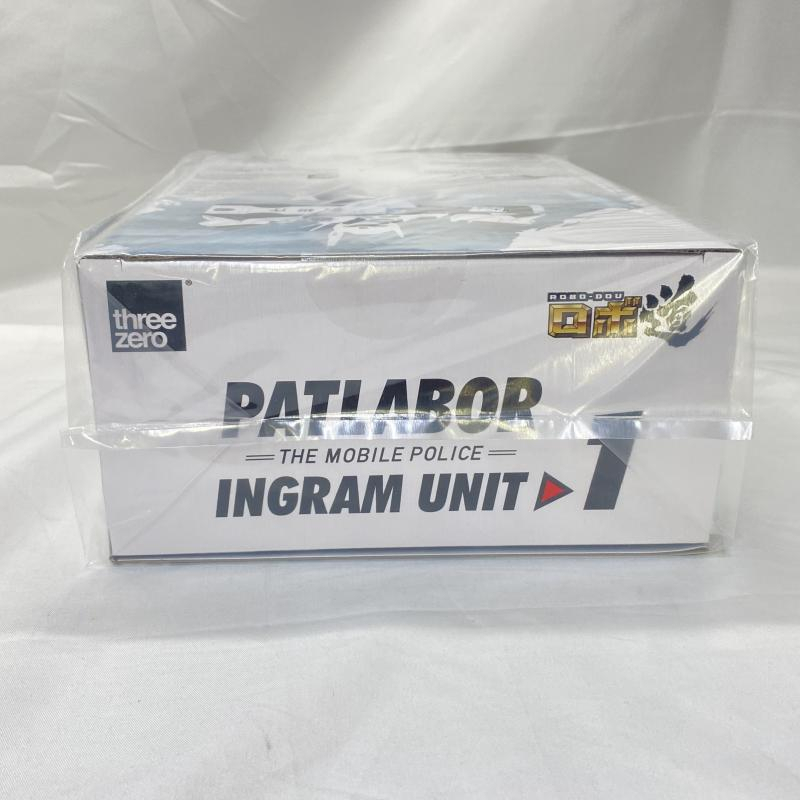 three
zero
®
ROBO-DOU
ロボ道
PATLABOR
THE MOBILE POLICE
INGRAM UNIT 1